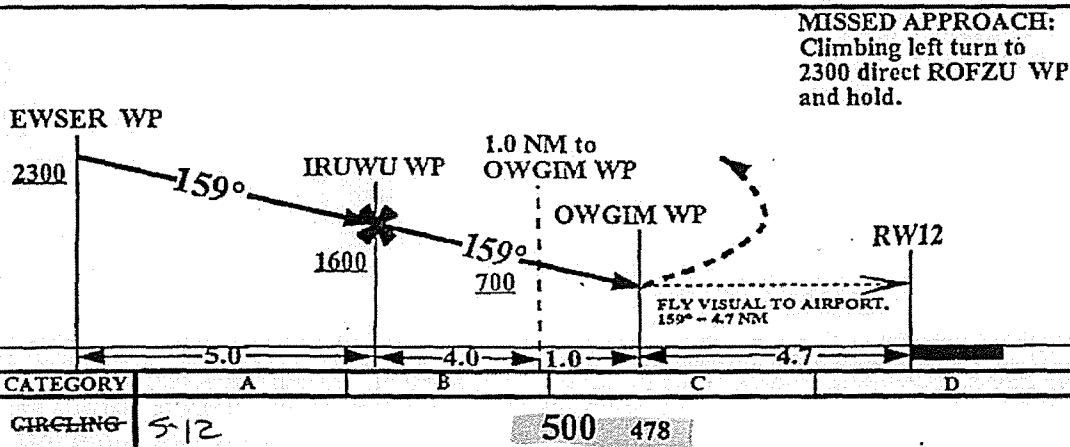 MISSED APPROACH:
Climbing left turn to
2300 direct ROFZU WP
and hold.
EWSER WP
2300
159°
IRUWU WP
1600
1.0 NM to
OWGIM WP
159°
700
OWGIM WP
RW12
FLY VISUAL TO AIRPORT.
159° - 4.7 NM
5.0 4.0 1.0 4.7
CATEGORY A B C D
CIRCLING S-12 500 478